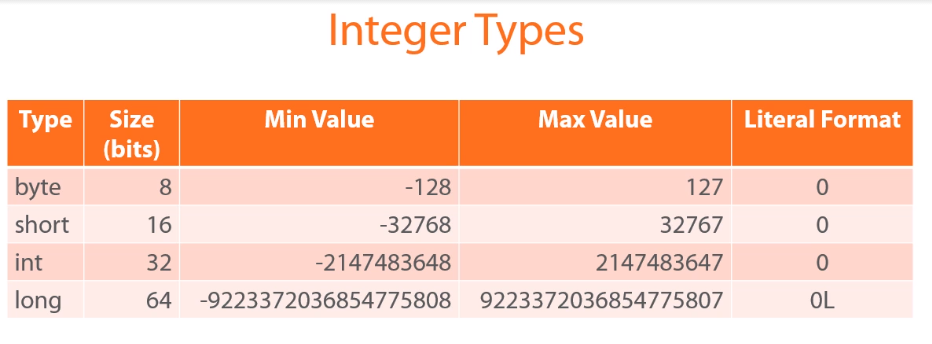 Integer Types
Type Size (bits) Min Value Max Value Literal Format
byte 8 -128 127 0
short 16 -32768 32767 0
int 32 -2147483648 2147483647 0
long 64 -9223372036854775808 9223372036854775807 0L